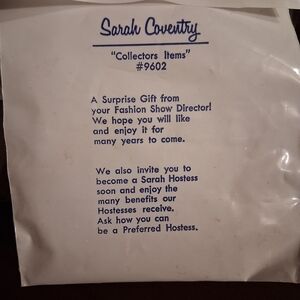 Sarah Coventry
"Collectors Items"
#9602
A Surprise Gift from
your Fashion Show Director!
We hope you will like
and enjoy it for
many years to come.
We also invite you to
become a Sarah Hostess
soon and enjoy the
many benefits our
Hostesses receive.
Ask how you can
be a Preferred Hostess.